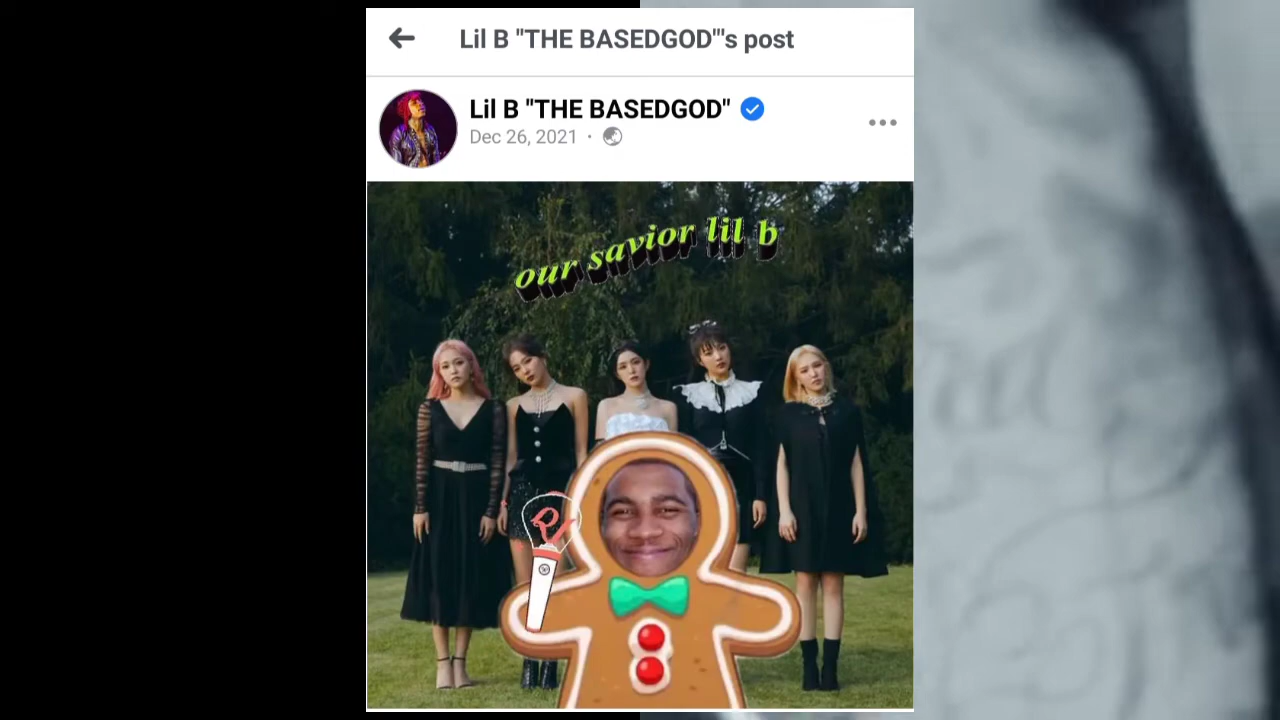 Lil B "THE BASEDGOD"'s post
Lil B "THE BASEDGOD"
Dec 26, 2021 ·
our savior lil b